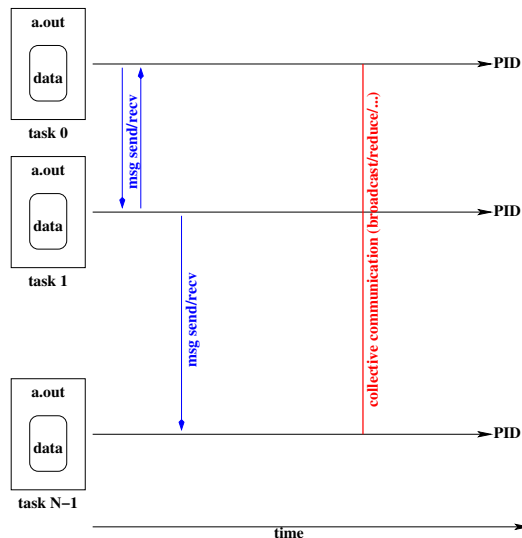 a.out
data
PID
task 0
msg send/recv
a.out
data
PID
task 1
msg send/recv
collective communication (broadcast/reduce/...)
a.out
data
PID
task N−1
time